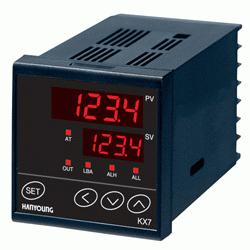 123.4 PV
AT SV
123.4
OUT LBA ALH ALL
HANYOUNG KX7
SET